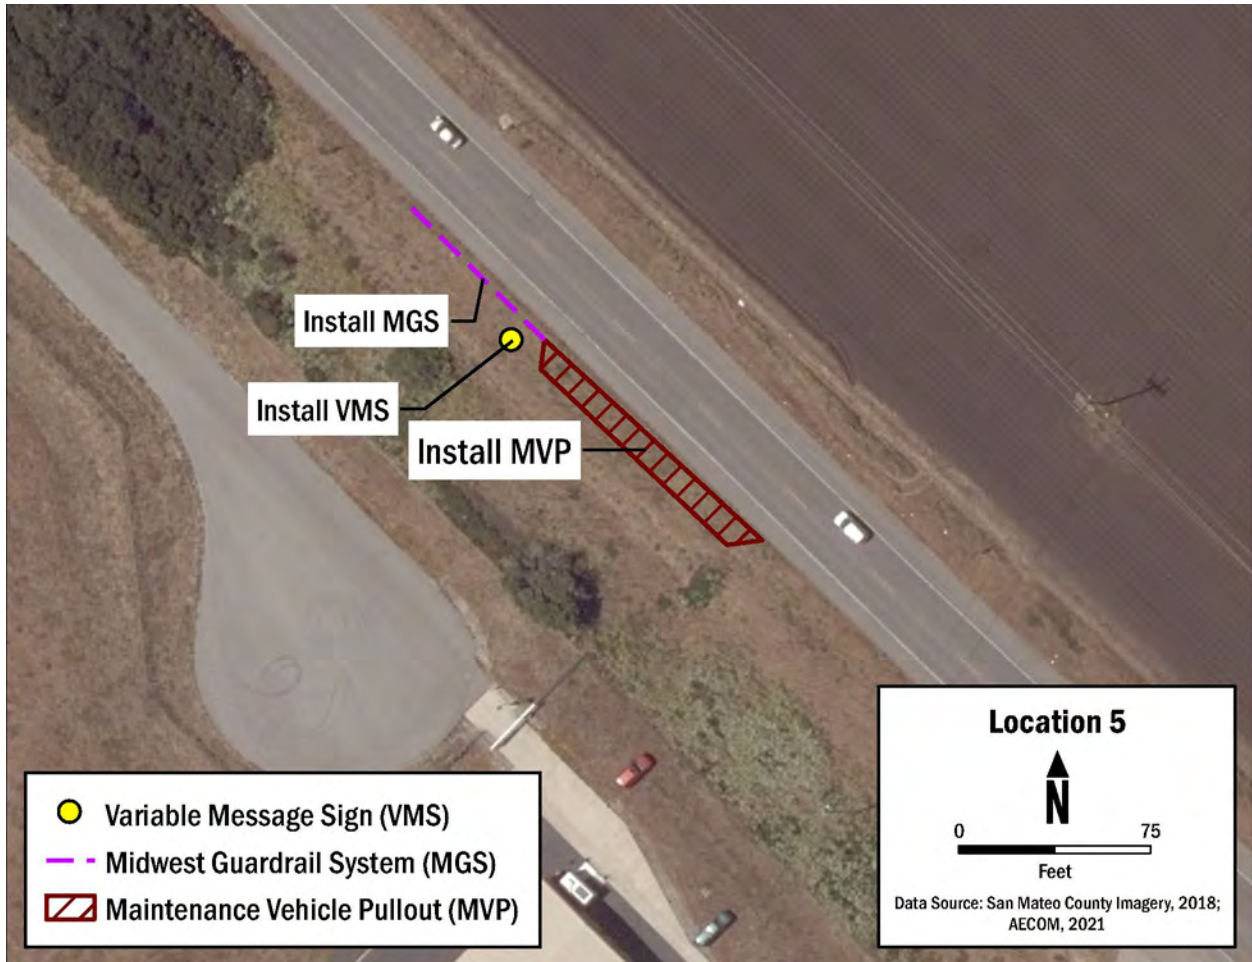 Install MGS
Install VMS
Install MVP
Variable Message Sign (VMS)
Midwest Guardrail System (MGS)
Maintenance Vehicle Pullout (MVP)
Location 5
N
0 75
Feet
Data Source: San Mateo County Imagery, 2018;
AECOM, 2021